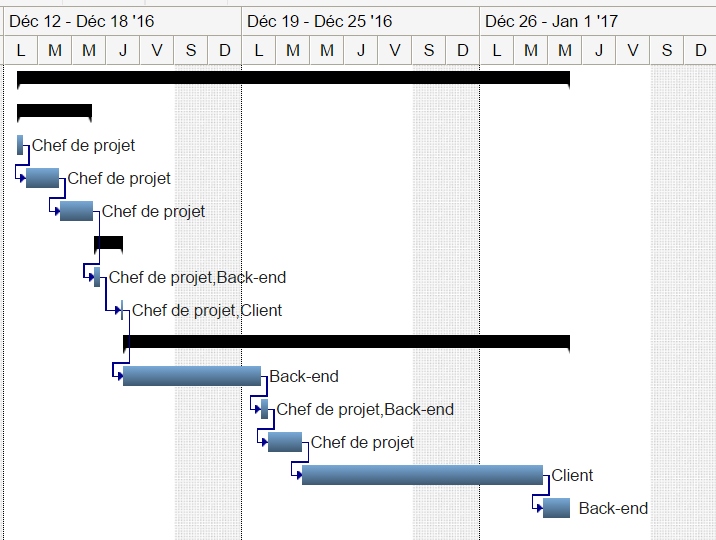 Déc 12 - Déc 18 '16 Déc 19 - Déc 25 '16 Déc 26 - Jan 1 '17
L M M J V S D L M M J V S D L M M J V S D
Chef de projet
Chef de projet
Chef de projet
Chef de projet,Back-end
Chef de projet,Client
Back-end
Chef de projet,Back-end
Chef de projet
Client
Back-end